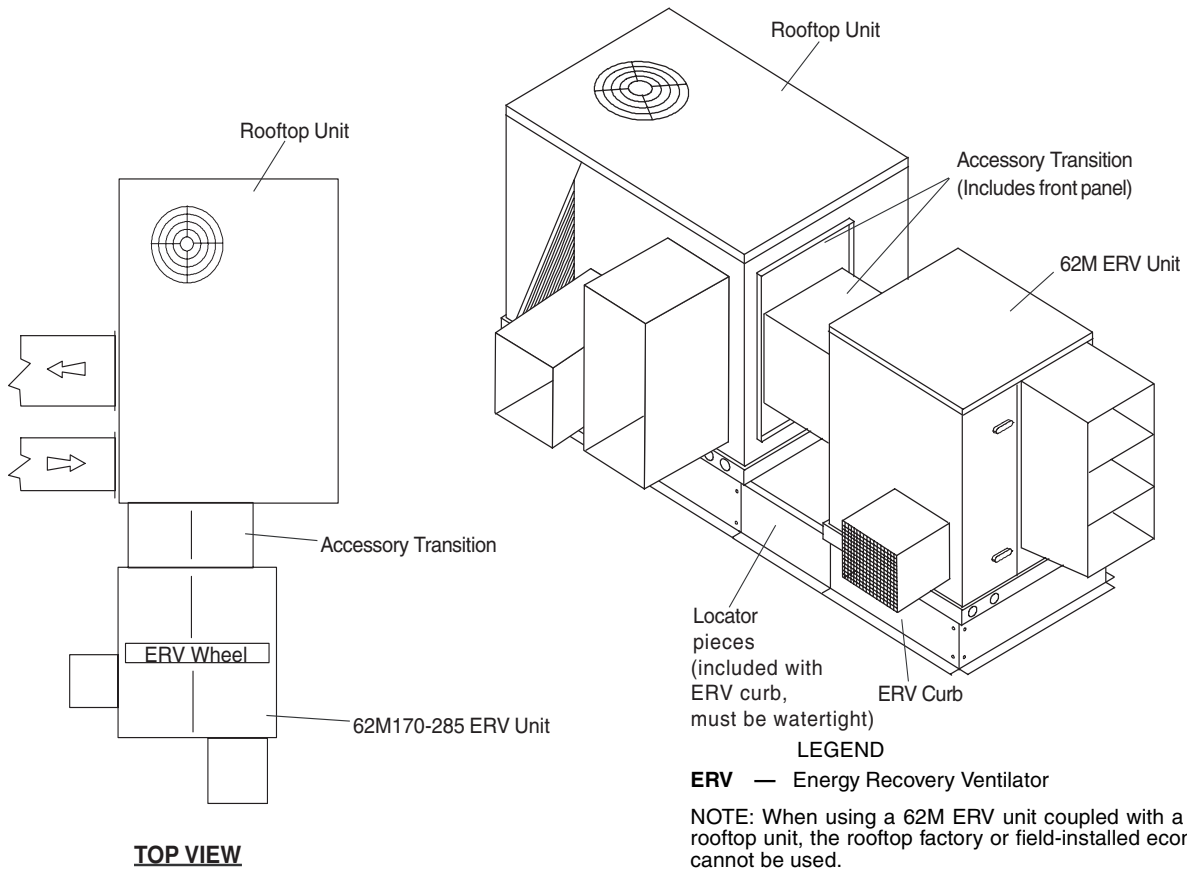 Rooftop Unit
Rooftop Unit
Accessory Transition
(Includes front panel)
62M ERV Unit
Accessory Transition
ERV Wheel
62M170-285 ERV Unit
Locator
pieces
(included with
ERV curb,
must be watertight)
ERV Curb
TOP VIEW
LEGEND
ERV — Energy Recovery Ventilator
NOTE: When using a 62M ERV unit coupled with a
rooftop unit, the rooftop factory or field-installed
cannot be used.